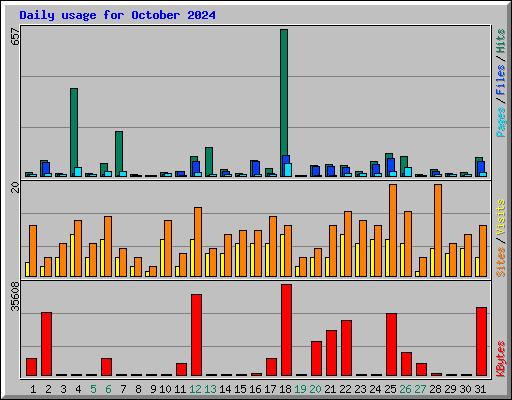 Daily usage for October 2024
657
Pages / Files / Hits
20
Sites / Visits
35608
KBytes
1 2 3 4 5 6 7 8 9 10 11 12 13 14 15 16 17 18 19 20 21 22 23 24 25 26 27 28 29 30 31